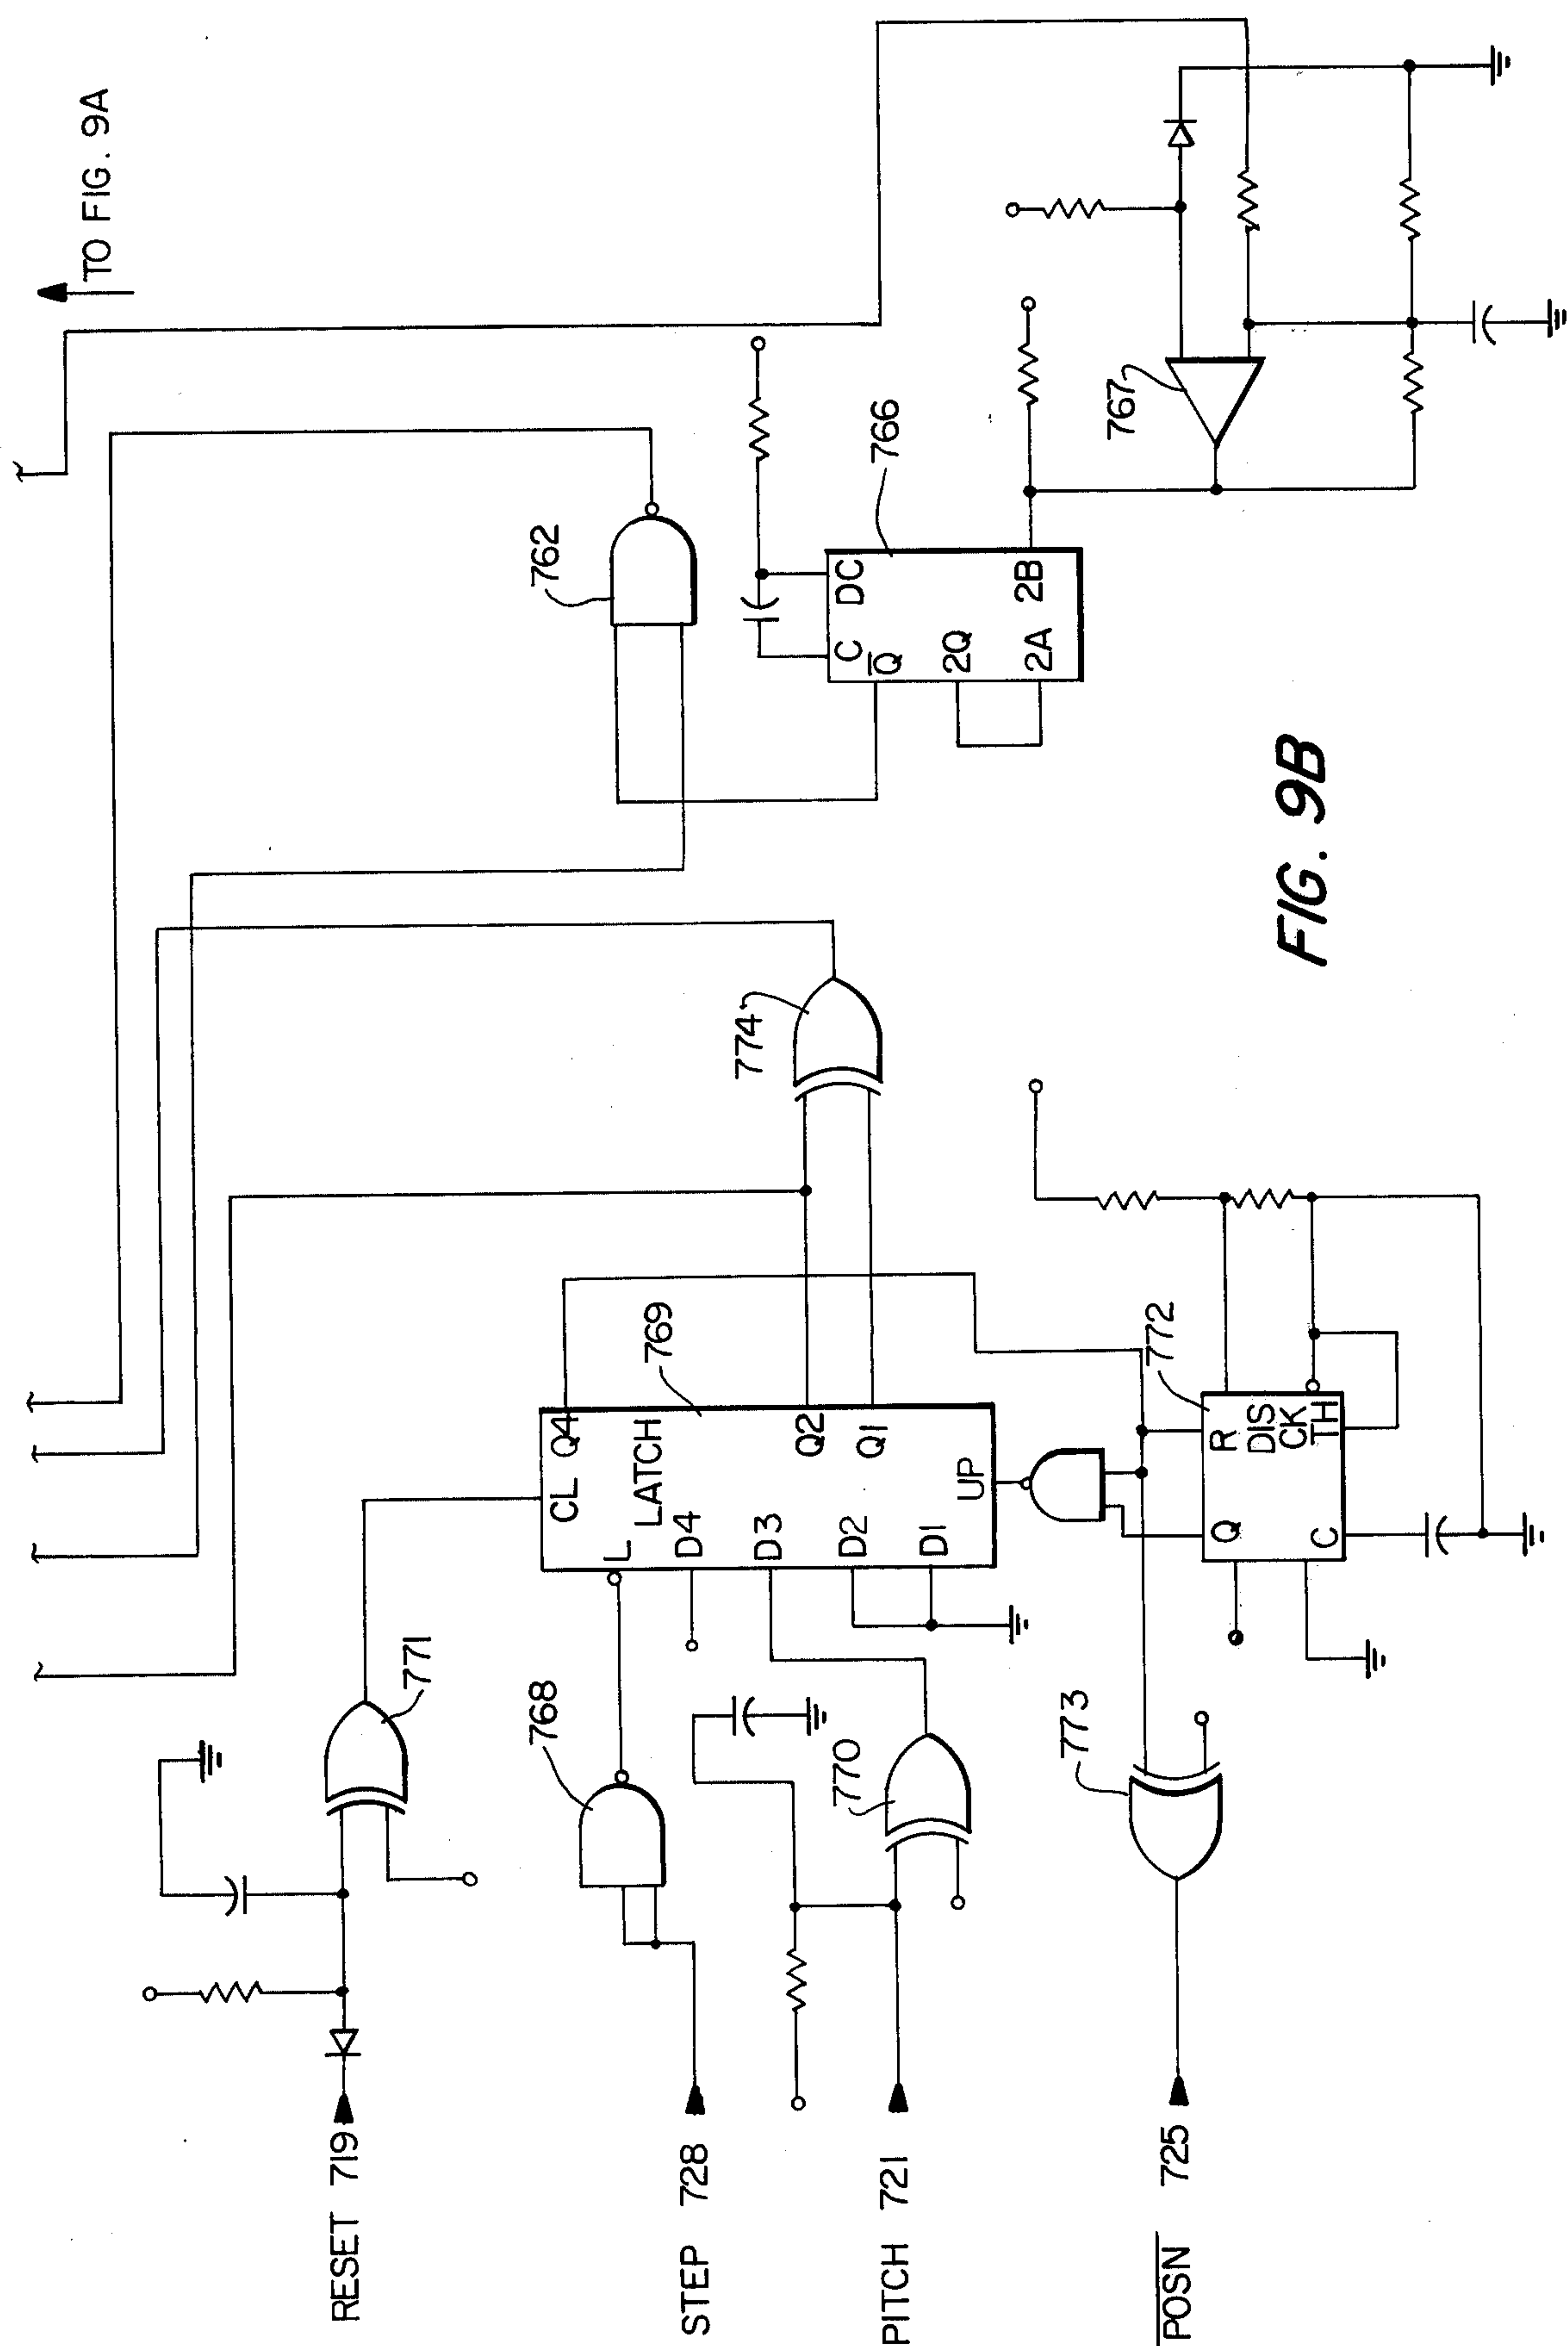 TO FIG. 9A
RESET 719
771
STEP 728
768
PITCH 721
770
POSN 725
773
CL Q4
L
LATCH
D4
D3
D2
D1
Q2
Q1
UP
769
774
772
R
DIS
CK
TH
Q
C
762
766
C DC
Q
2Q
2A 2B
767
FIG. 9B